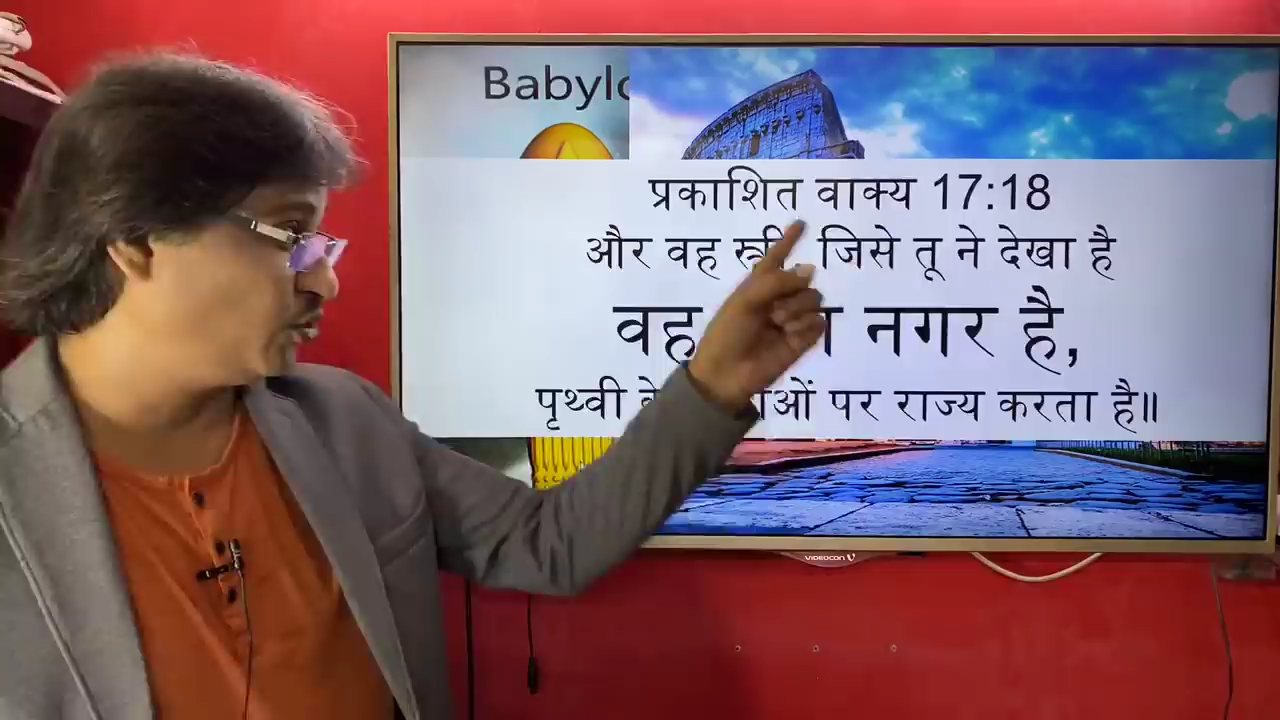 Babylo
प्रकाशित वाक्य 17:18
और वह स्त्री, जिसे तू ने देखा है
वह नगर है,
पृथ्वी पर राज्य करता है॥
VIDEOCON